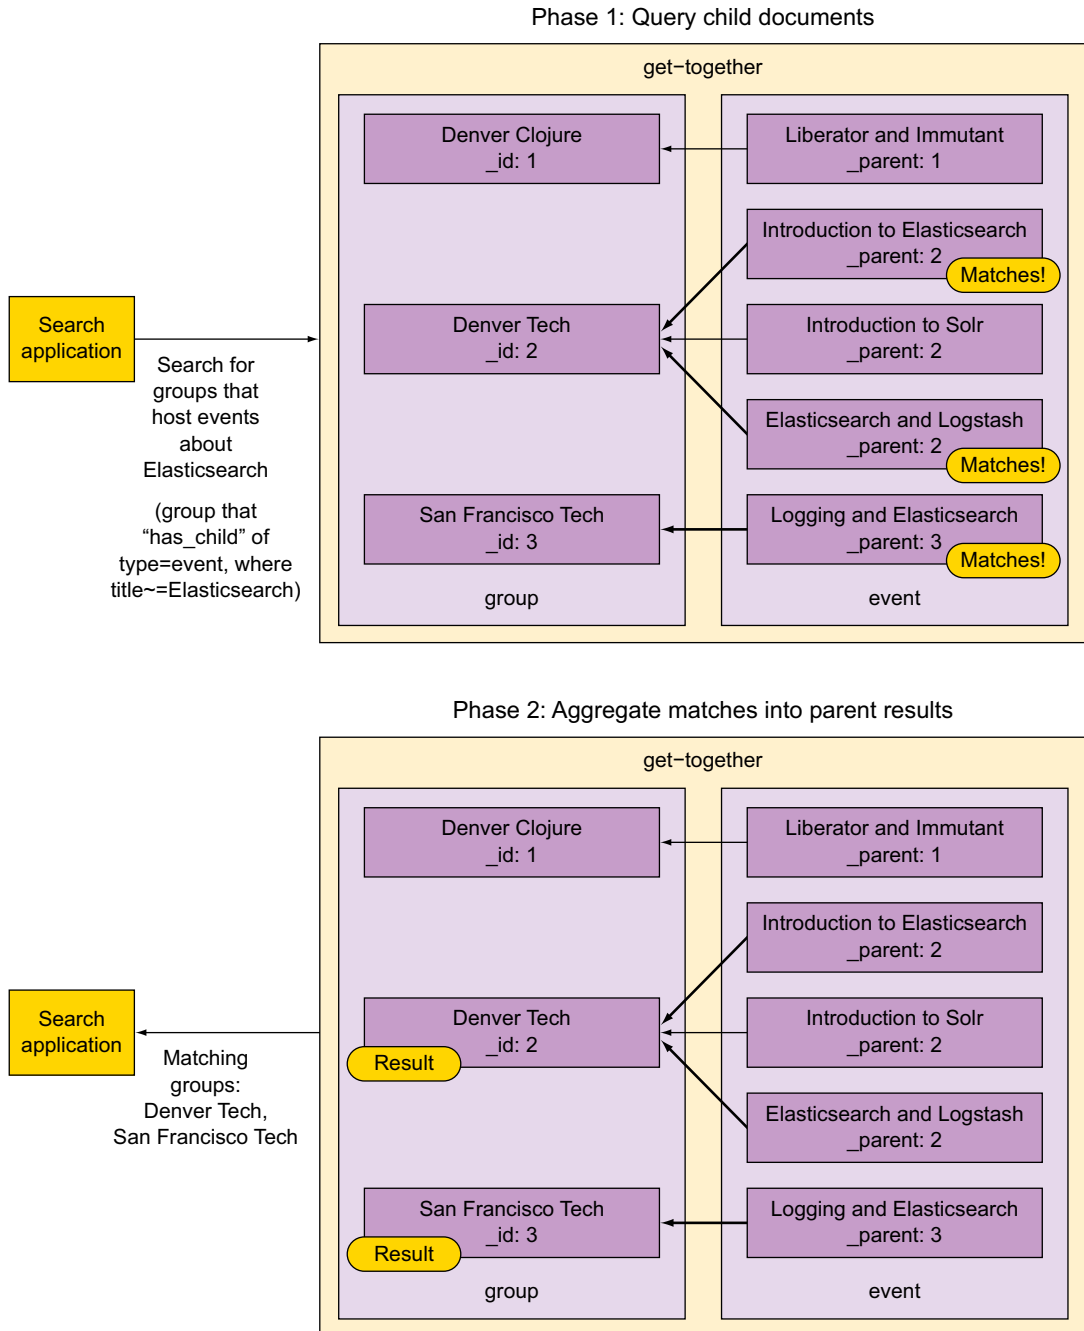 Phase 1: Query child documents
get-together
Denver Clojure
_id: 1
Liberator and Immutant
_parent: 1
Introduction to Elasticsearch
_parent: 2
Matches!
Search
application
Search for
groups that
host events
about
Elasticsearch
(group that
“has_child” of
type=event, where
title~=Elasticsearch)
Denver Tech
_id: 2
Introduction to Solr
_parent: 2
Elasticsearch and Logstash
_parent: 2
Matches!
San Francisco Tech
_id: 3
Logging and Elasticsearch
_parent: 3
Matches!
group
event
Phase 2: Aggregate matches into parent results
get-together
Denver Clojure
_id: 1
Liberator and Immutant
_parent: 1
Introduction to Elasticsearch
_parent: 2
Search
application
Matching
groups:
Denver Tech,
San Francisco Tech
Denver Tech
_id: 2
Result
Introduction to Solr
_parent: 2
Elasticsearch and Logstash
_parent: 2
San Francisco Tech
_id: 3
Result
Logging and Elasticsearch
_parent: 3
group
event